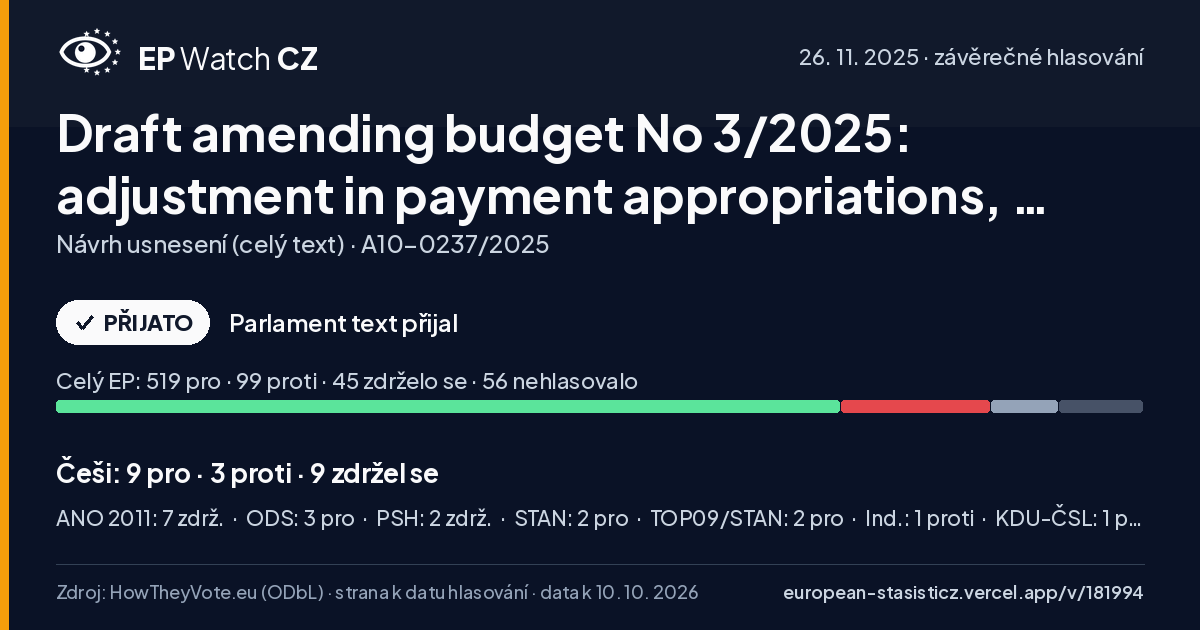 EP Watch CZ
26. 11. 2025 · závěrečné hlasování
Draft amending budget No 3/2025:
adjustment in payment appropriations, …
Návrh usnesení (celý text) · A10-0237/2025
✓ PŘIJATO
Parlament text přijal
Celý EP: 519 pro · 99 proti · 45 zdrželo se · 56 nehlasovalo
Češi: 9 pro · 3 proti · 9 zdržel se
ANO 2011: 7 zdrž. · ODS: 3 pro · PSH: 2 zdrž. · STAN: 2 pro · TOP09/STAN: 2 pro · Ind.: 1 proti · KDU-ČSL: 1 p…
Zdroj: HowTheyVote.eu (ODbL) · strana k datu hlasování · data k 10. 10. 2026
european-stasisticz.vercel.app/v/181994